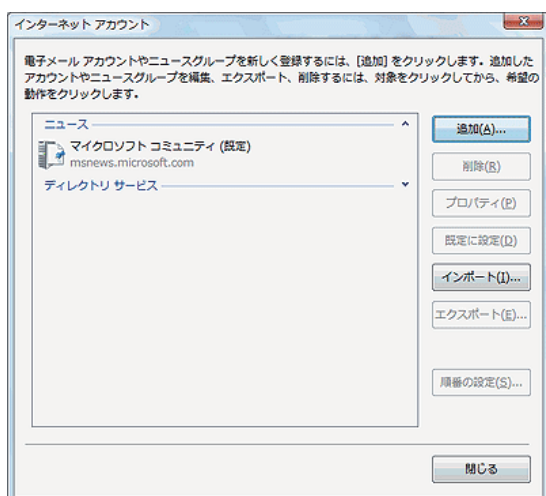 インターネット アカウント
電子メール アカウントやニュースグループを新しく登録するには、[追加] をクリックします。追加した
アカウントやニュースグループを編集、エクスポート、削除するには、対象をクリックしてから、希望の
動作をクリックします。
ニュース
マイクロソフト コミュニティ (既定)
msnews.microsoft.com
ディレクトリ サービス
追加(A)...
削除(R)
プロパティ(P)
既定に設定(D)
インポート(I)...
エクスポート(E)...
順番の設定(S)...
閉じる